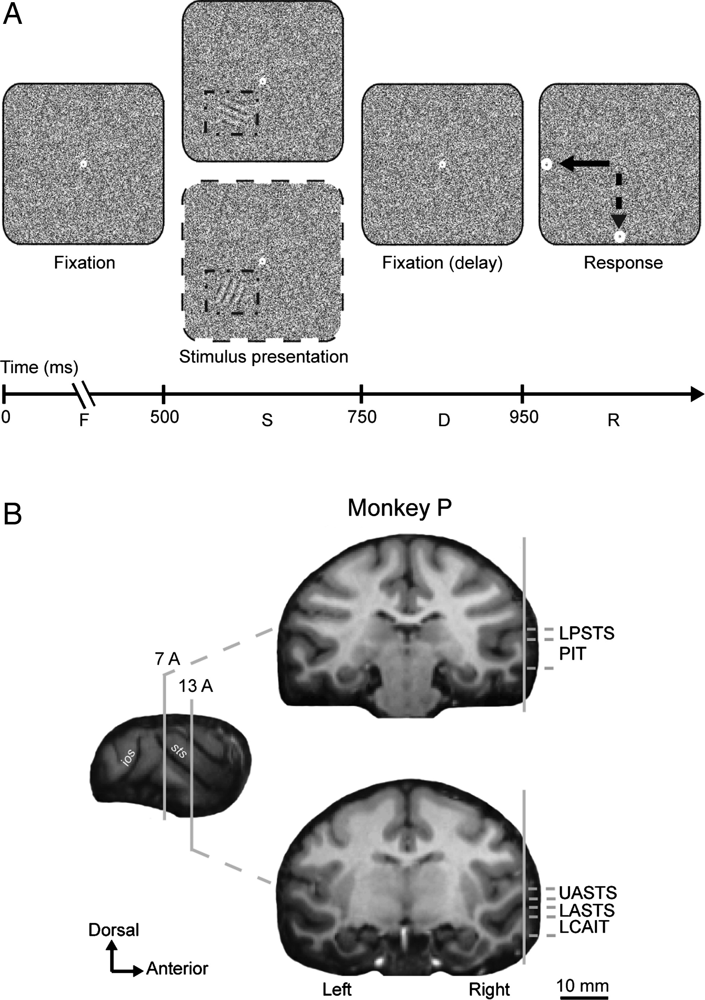 A
Fixation
Stimulus presentation
Fixation (delay)
Response
Time (ms)
0 F 500 S 750 D 950 R
B
Monkey P
LPSTS
PIT
7 A
13 A
ios
sts
UASTS
LASTS
LCAIT
Dorsal
Anterior
Left
Right
10 mm